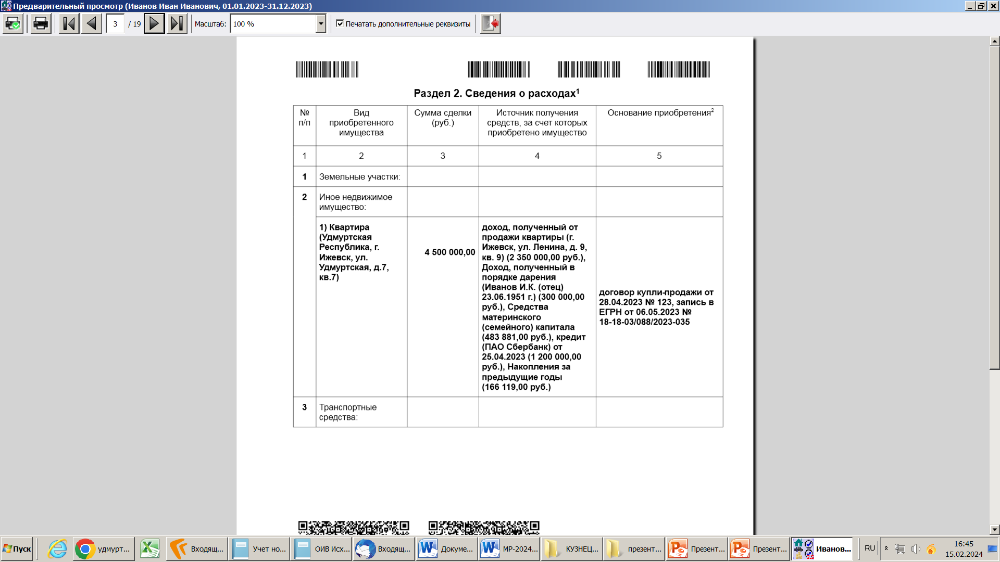 Предварительный просмотр (Иванов Иван Иванович, 01.01.2023-31.12.2023)
3 / 19 Масштаб: 100 % Печатать дополнительные реквизиты
Раздел 2. Сведения о расходах¹
№
п/п
Вид
приобретенного
имущества
Сумма сделки
(руб.)
Источник получения
средств, за счет которых
приобретено имущество
Основание приобретения²
1 2 3 4 5
1 Земельные участки:
2 Иное недвижимое
имущество:
1) Квартира
(Удмуртская
Республика, г.
Ижевск, ул.
Удмуртская, д.7,
кв.7)
4 500 000,00
доход, полученный от
продажи квартиры (г.
Ижевск, ул. Ленина, д. 9,
кв. 9) (2 350 000,00 руб.),
Доход, полученный в
порядке дарения
(Иванов И.К. (отец)
23.06.1951 г.) (300 000,00
руб.), Средства
материнского
(семейного) капитала
(483 881,00 руб.), кредит
(ПАО Сбербанк) от
25.04.2023 (1 200 000,00
руб.), Накопления за
предыдущие годы
(166 119,00 руб.)
договор купли-продажи от
28.04.2023 № 123, запись в
ЕГРН от 06.05.2023 №
18-18-03/088/2023-035
3 Транспортные
средства:
Пуск удмурт... Входящ... Учет но... ОИВ Исх... Входящ... Докуме... МР-2024... КУЗНЕЦ... презент... Презент... Презент... Иванов... RU 16:45
15.02.2024